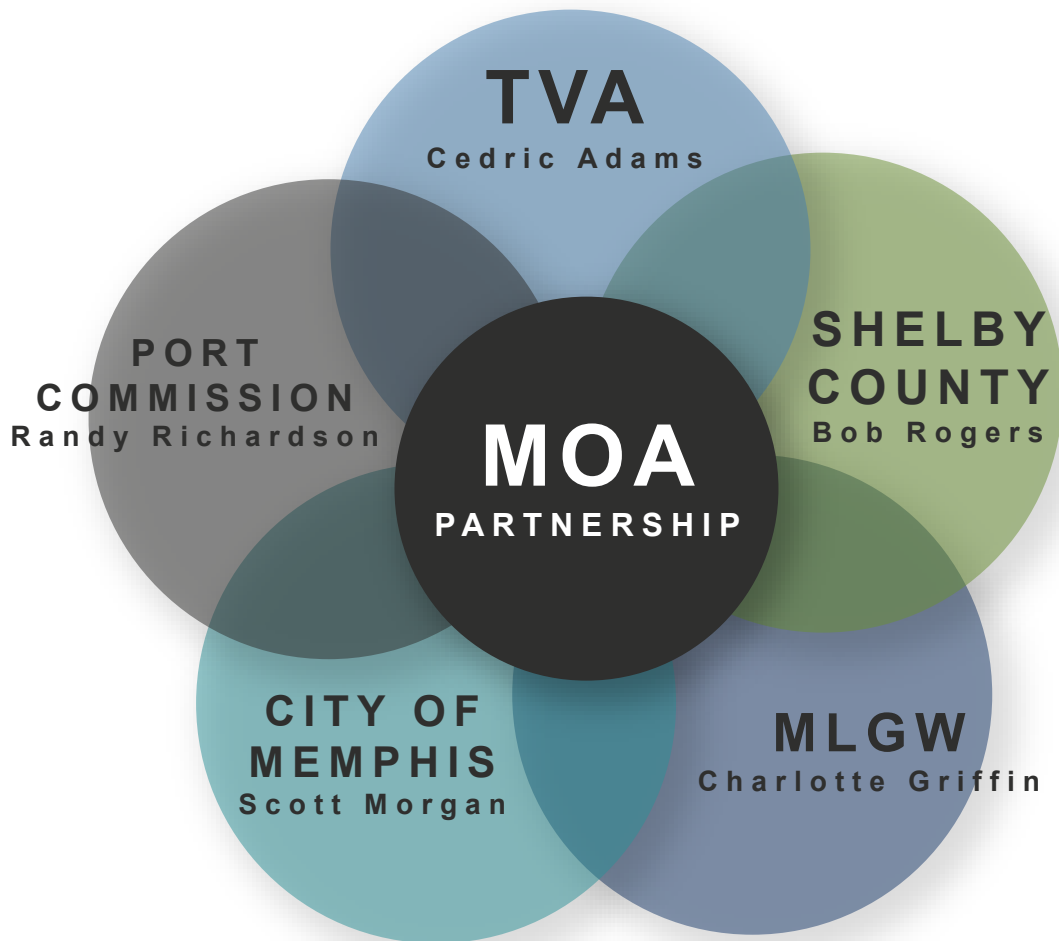 TVA
Cedric Adams
SHELBY
COUNTY
Bob Rogers
PORT
COMMISSION
Randy Richardson
MOA
PARTNERSHIP
CITY OF
MEMPHIS
Scott Morgan
MLGW
Charlotte Griffin